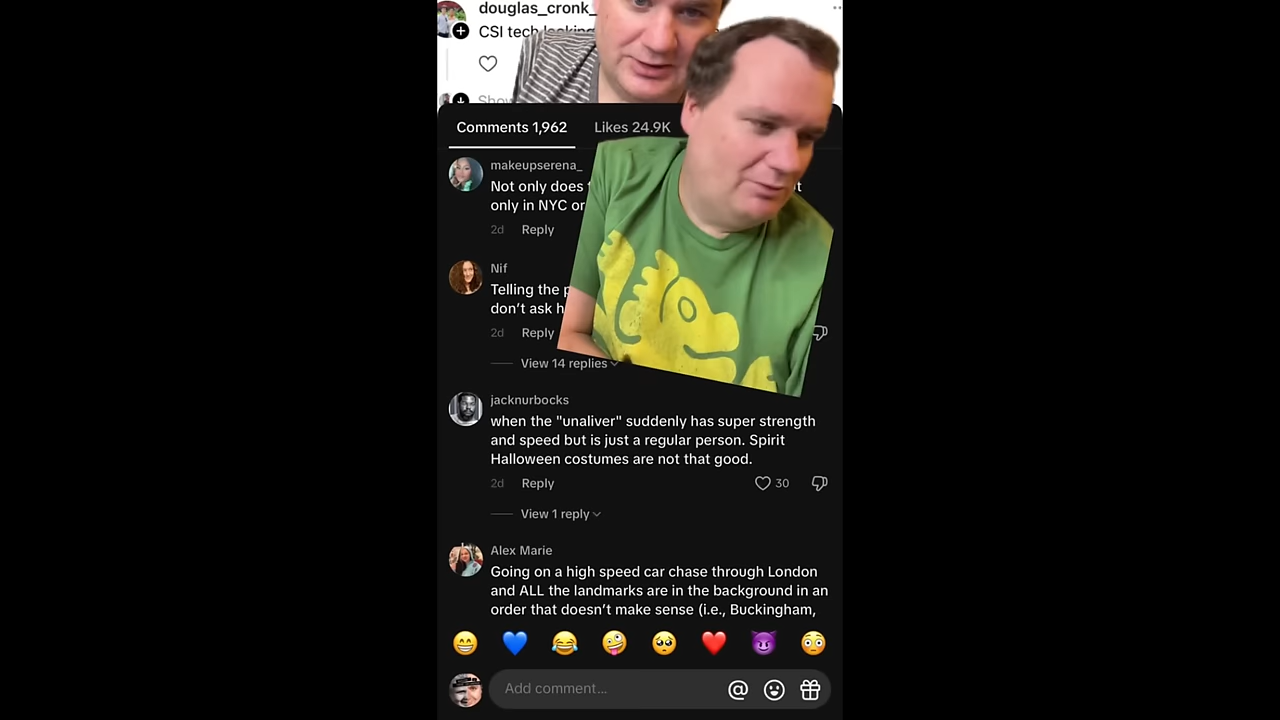 douglas_cronk_
CSI tech looking
Show
Comments 1,962 Likes 24.9K
makeupserena_
Not only does
only in NYC or
2d Reply
Nif
Telling the
don't ask
2d Reply
View 14 replies
jacknurbocks
when the "unaliver" suddenly has super strength
and speed but is just a regular person. Spirit
Halloween costumes are not that good.
2d Reply 30
View 1 reply
Alex Marie
Going on a high speed car chase through London
and ALL the landmarks are in the background in an
order that doesn't make sense (i.e., Buckingham,
Add comment...